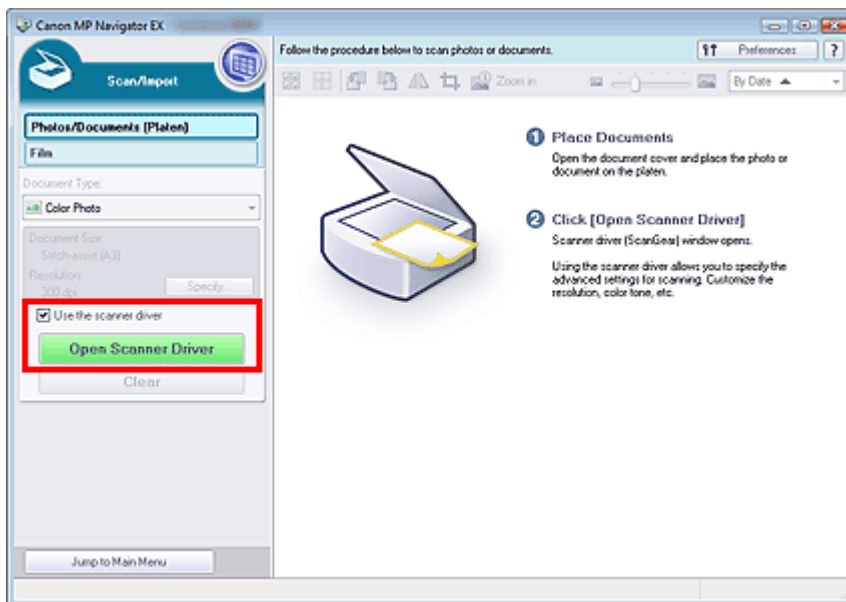 Canon MP Navigator EX
Scan/Import
Photos/Documents (Platen)
Film
Document Type:
Color Photo
Document Size:
Stitch-assist (A3)
Resolution:
300 dpi
Specify...
Use the scanner driver
Open Scanner Driver
Clear
Jump to Main Menu
Follow the procedure below to scan photos or documents.
Preferences
?
Zoom in
By Date
1 Place Documents
Open the document cover and place the photo or
document on the platen.
2 Click [Open Scanner Driver]
Scanner driver (ScanGear) window opens.
Using the scanner driver allows you to specify the
advanced settings for scanning. Customize the
resolution, color tone, etc.